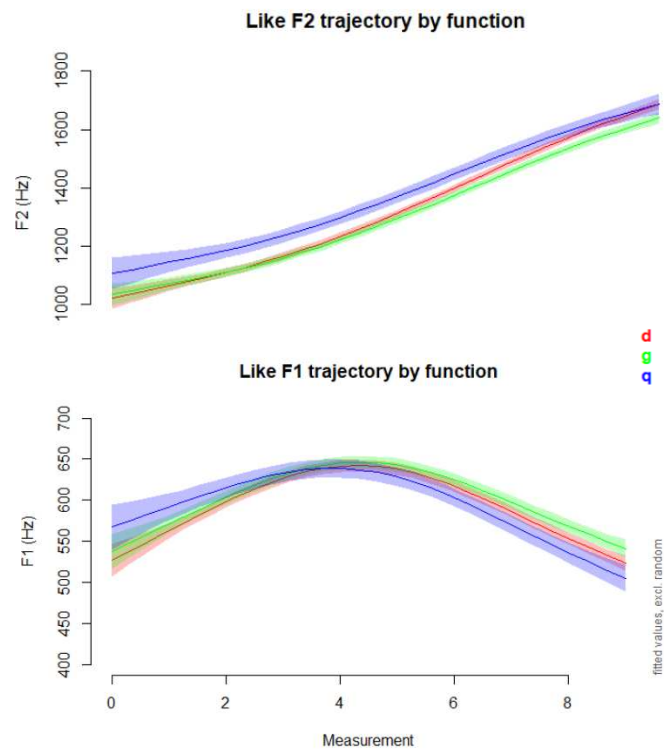 Like F2 trajectory by function
1800
1600
1400
1200
1000
F2 (Hz)
d
g
q
Like F1 trajectory by function
700
650
600
550
500
450
400
F1 (Hz)
0 2 4 6 8
Measurement
fitted values, excl. random